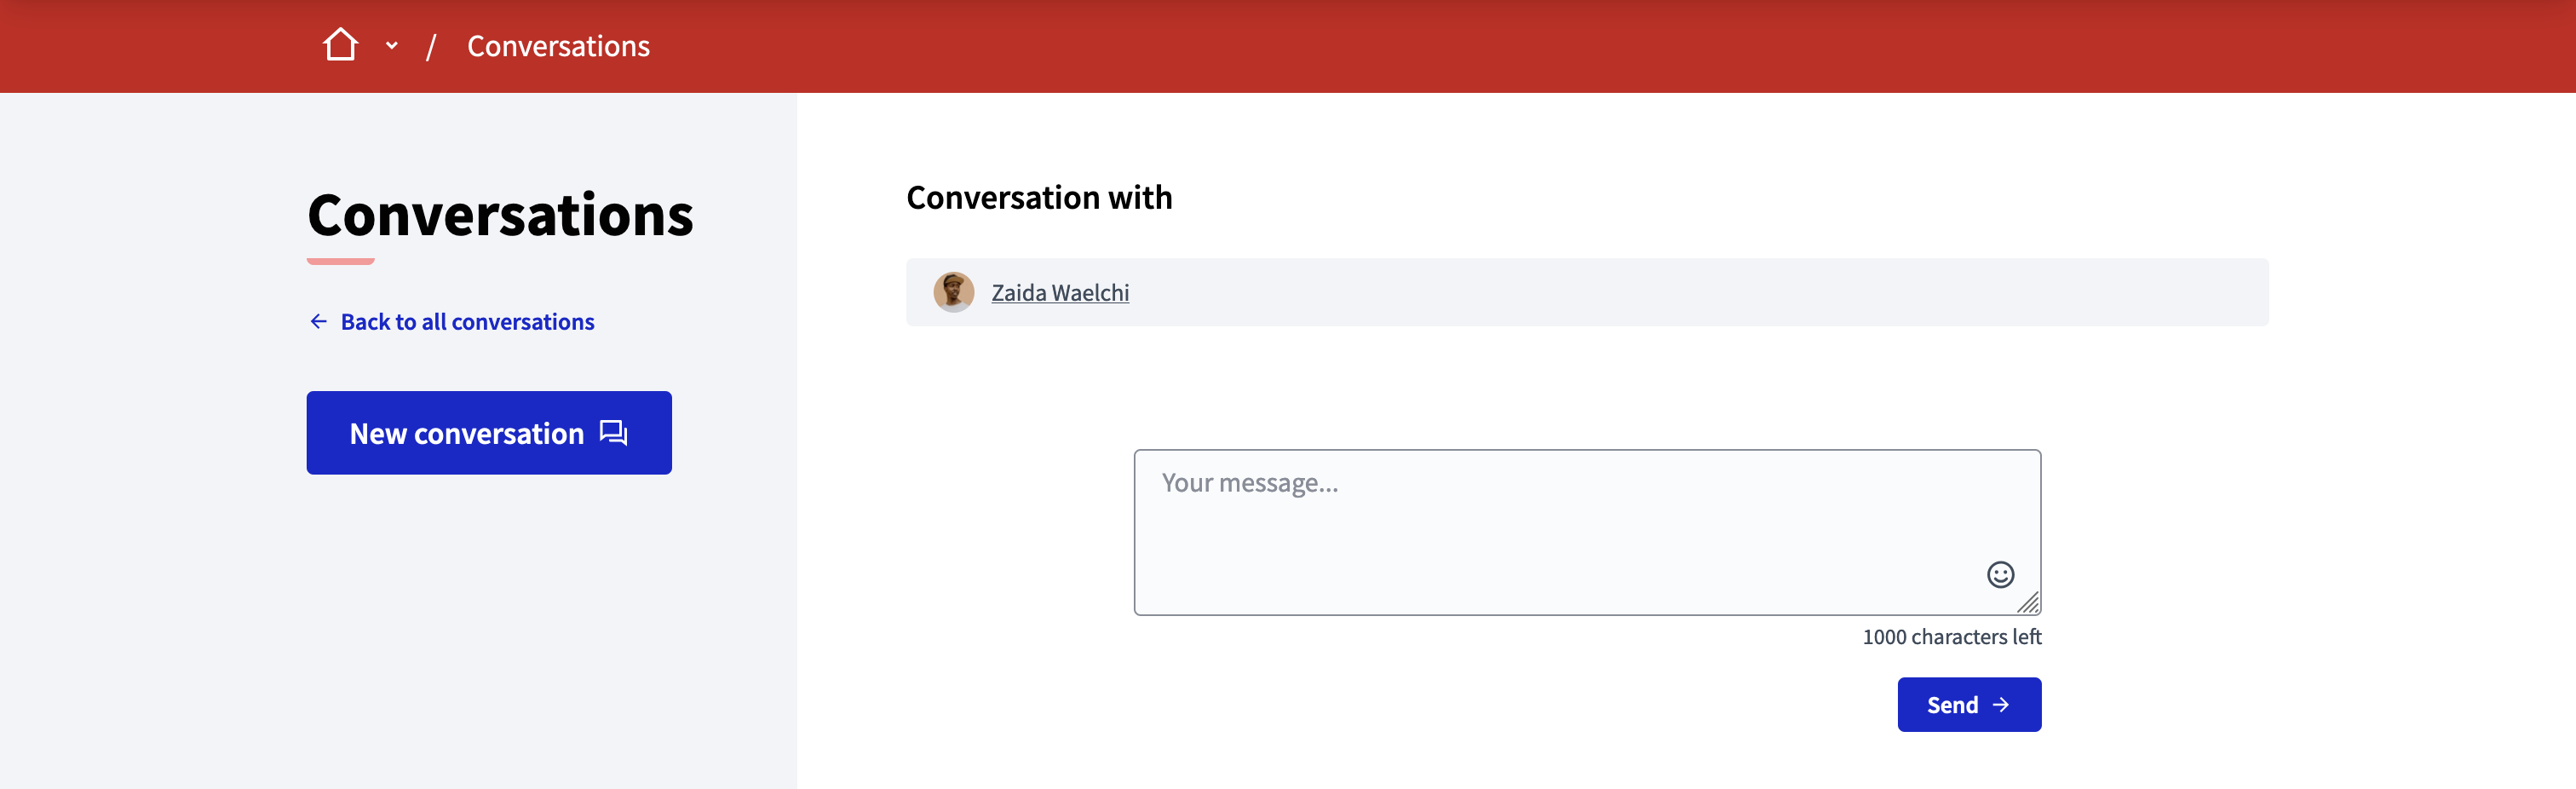 / Conversations
Conversations
Back to all conversations
New conversation
Conversation with
Zaida Waelchi
Your message...
1000 characters left
Send